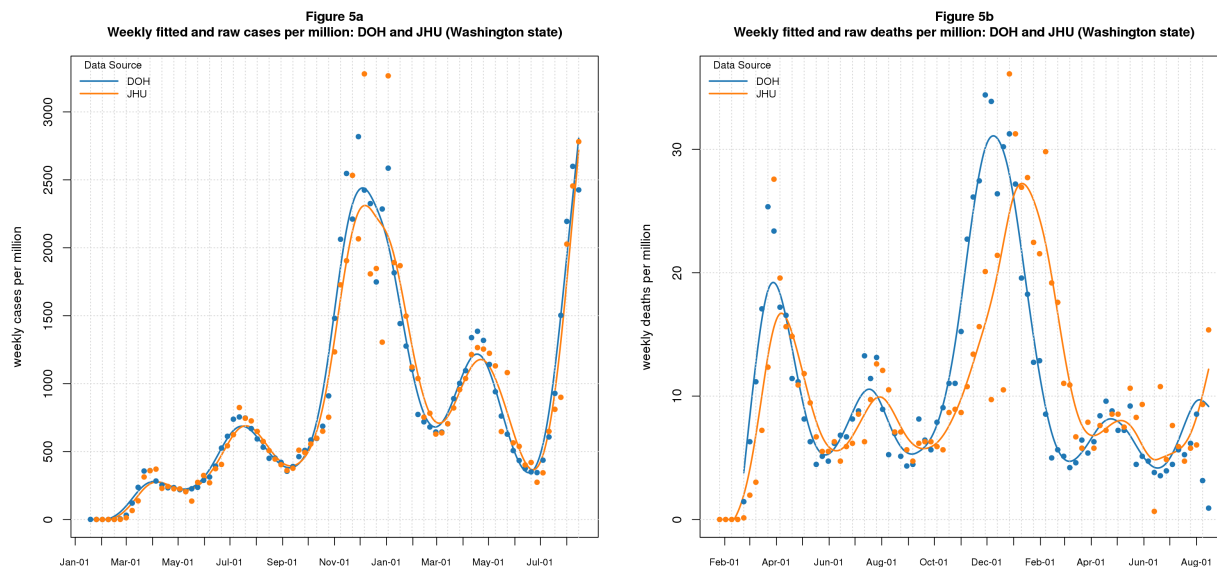 Figure 5a
Weekly fitted and raw cases per million: DOH and JHU (Washington state)
Data Source
DOH
JHU
weekly cases per million
3000
2500
2000
1500
1000
500
0
Jan-01 Mar-01 May-01 Jul-01 Sep-01 Nov-01 Jan-01 Mar-01 May-01 Jul-01
Figure 5b
Weekly fitted and raw deaths per million: DOH and JHU (Washington state)
Data Source
DOH
JHU
weekly deaths per million
30
20
10
0
Feb-01 Apr-01 Jun-01 Aug-01 Oct-01 Dec-01 Feb-01 Apr-01 Jun-01 Aug-01